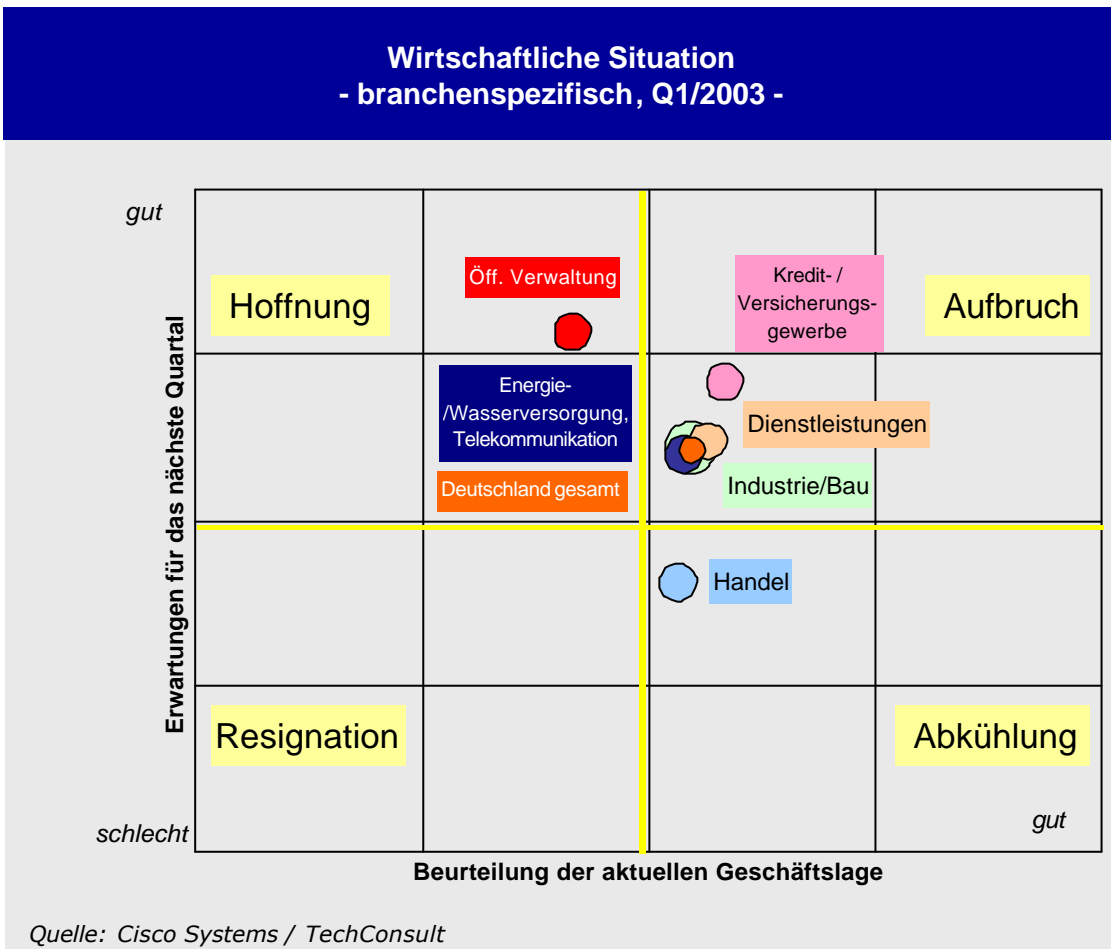 Wirtschaftliche Situation
- branchenspezifisch, Q1/2003 -
gut
Hoffnung
Öff. Verwaltung
Kredit- /
Versicherungs-
gewerbe
Aufbruch
Erwartungen für das nächste Quartal
Energie-
/Wasserversorgung,
Telekommunikation
Dienstleistungen
Deutschland gesamt
Industrie/Bau
Handel
Resignation
Abkühlung
schlecht
gut
Beurteilung der aktuellen Geschäftslage
Quelle: Cisco Systems / TechConsult